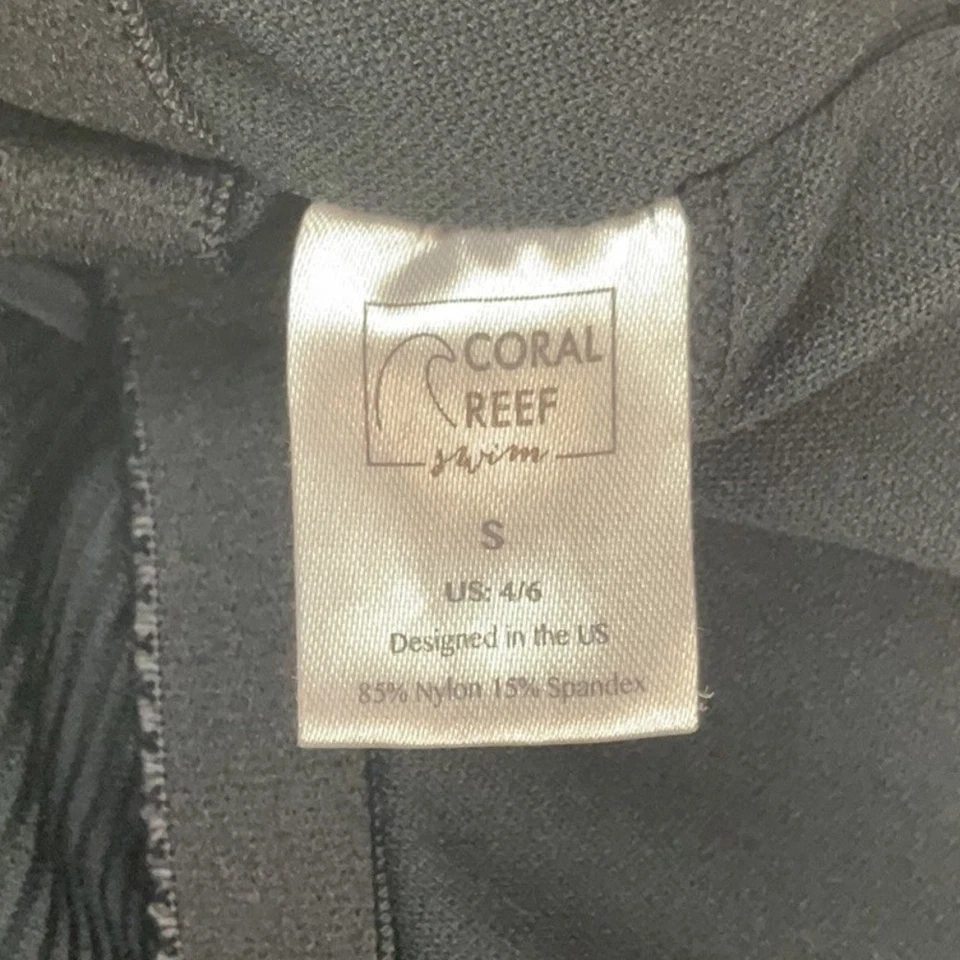 CORAL
REEF
swim
S
US: 4/6
Designed in the US
85% Nylon 15% Spandex